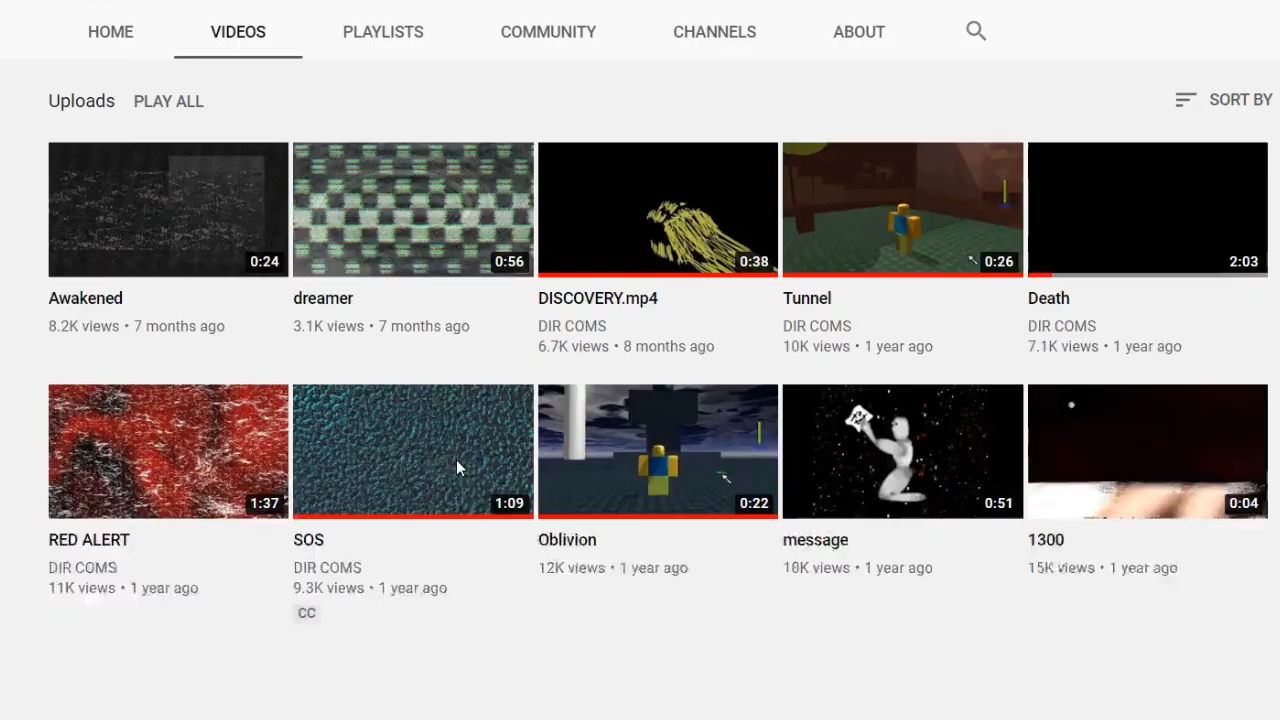 HOME VIDEOS PLAYLISTS COMMUNITY CHANNELS ABOUT
Uploads PLAY ALL SORT BY
0:24 0:56 0:38 0:26 2:03
Awakened dreamer DISCOVERY.mp4 Tunnel Death
8.2K views • 7 months ago 3.1K views • 7 months ago DIR COMS DIR COMS DIR COMS
6.7K views • 8 months ago 10K views • 1 year ago 7.1K views • 1 year ago
1:37 1:09 0:22 0:51 0:04
RED ALERT SOS Oblivion message 1300
DIR COMS DIR COMS 12K views • 1 year ago 18K views • 1 year ago 15K views • 1 year ago
11K views • 1 year ago 9.3K views • 1 year ago
CC